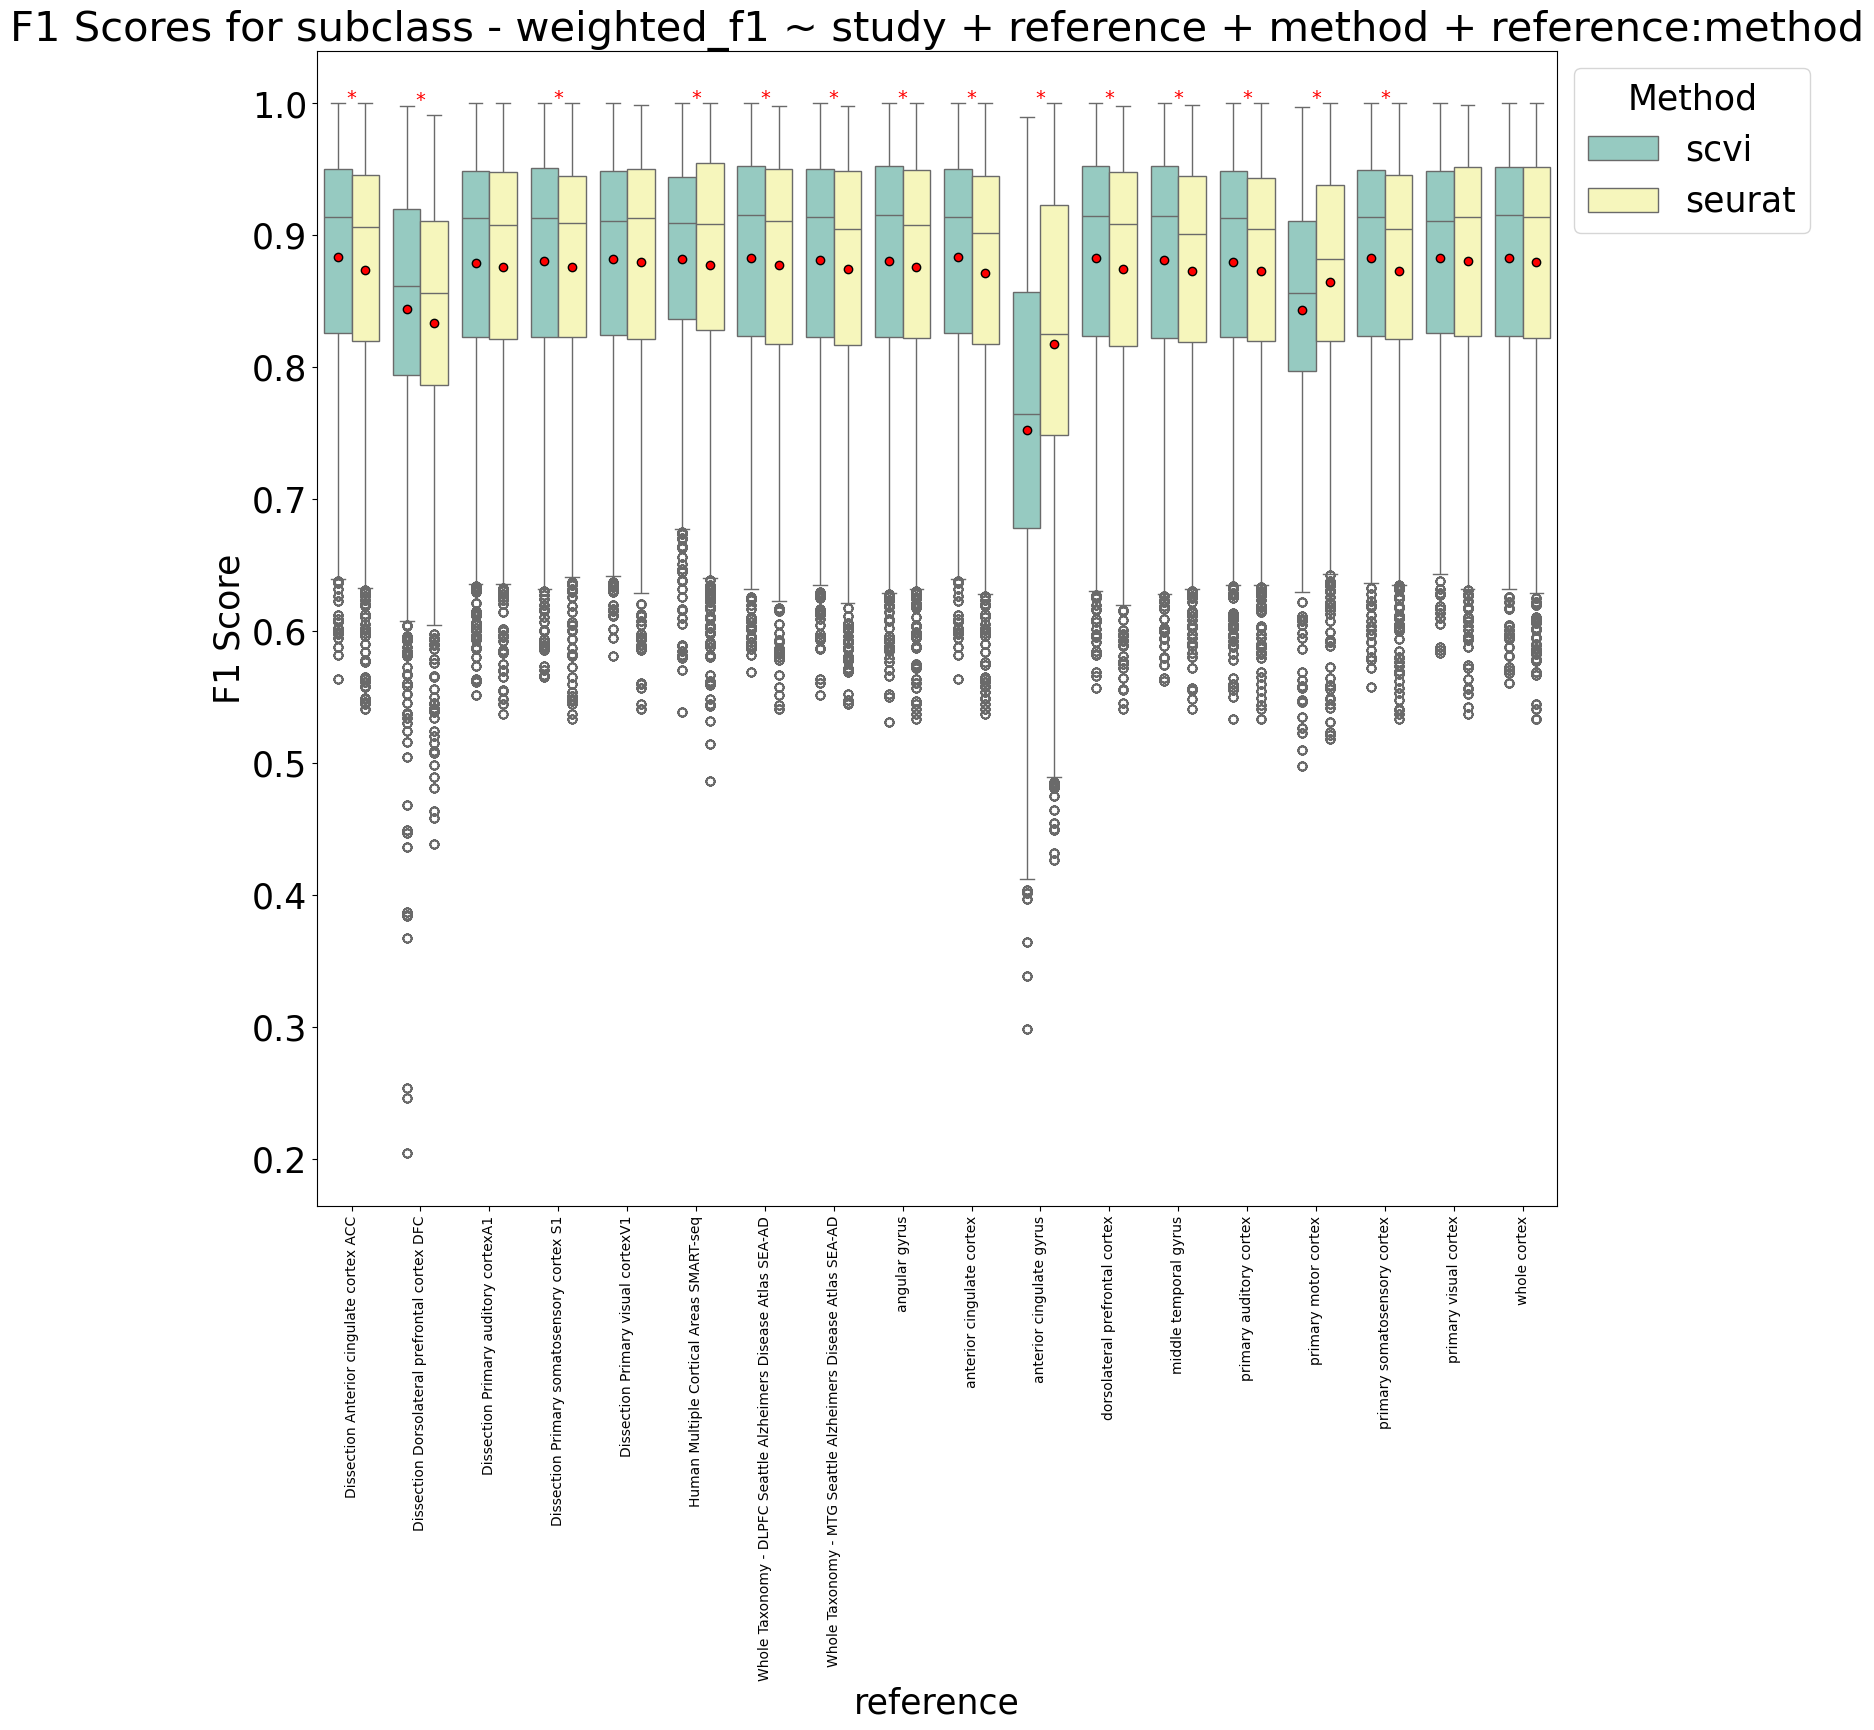 F1 Scores for subclass - weighted_f1 ~ study + reference + method + reference:method
* * * * * * * * * * * * * *
Method
scvi
seurat
F1 Score
1.0
0.9
0.8
0.7
0.6
0.5
0.4
0.3
0.2
Dissection Anterior cingulate cortex ACC
Dissection Dorsolateral prefrontal cortex DFC
Dissection Primary auditory cortexA1
Dissection Primary somatosensory cortex S1
Dissection Primary visual cortexV1
Human Multiple Cortical Areas SMART-seq
Whole Taxonomy - DLPFC Seattle Alzheimers Disease Atlas SEA-AD
Whole Taxonomy - MTG Seattle Alzheimers Disease Atlas SEA-AD
angular gyrus
anterior cingulate cortex
anterior cingulate gyrus
dorsolateral prefrontal cortex
middle temporal gyrus
primary auditory cortex
primary motor cortex
primary somatosensory cortex
primary visual cortex
whole cortex
reference